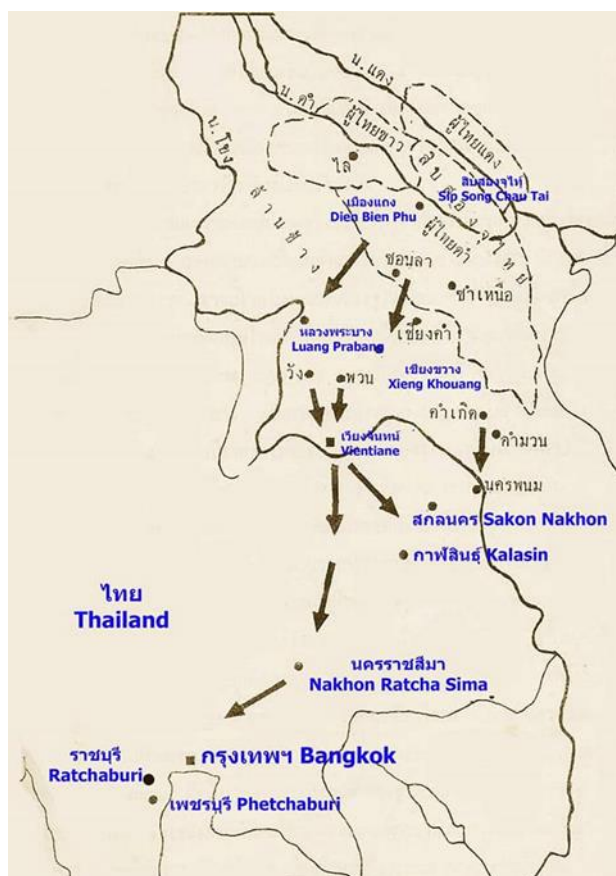 น.แดง
น.ดำ
น.โขง
ผู้ไทยขาว
ผู้ไทยแดง
ไล
สิบสองจุไท
Sip Song Chau Tai
สิบสองจุไทย
เมืองแถง
Dien Bien Phu
ล้านช้าง
ผู้ไทยดำ
ซอนลา
ซำเหนือ
หลวงพระบาง
Luang Prabang
เชียงคำ
วัง
พวน
เชียงขวาง
Xieng Khouang
คำเกิด
คำมวน
เวียงจันทน์
Vientiane
นครพนม
สกลนคร Sakon Nakhon
กาฬสินธุ์ Kalasin
ไทย
Thailand
นครราชสีมา
Nakhon Ratcha Sima
ราชบุรี
Ratchaburi
กรุงเทพฯ Bangkok
เพชรบุรี Phetchaburi